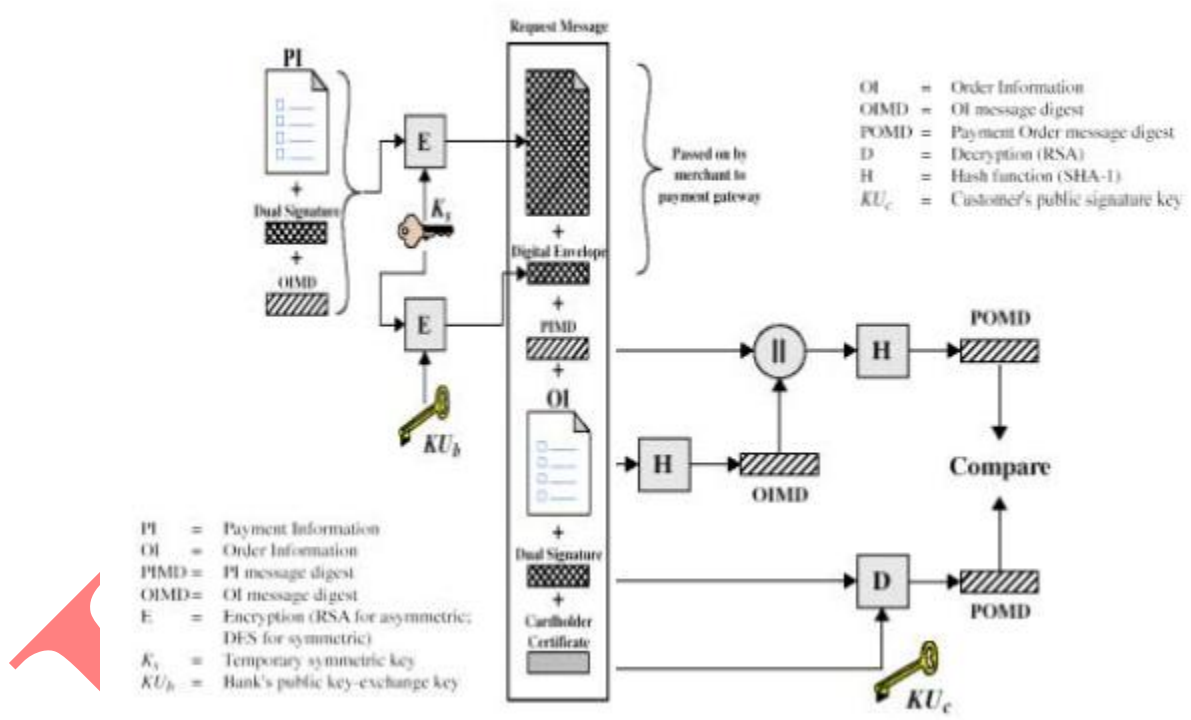 Request Message
PI
+
Dual Signature
+
OIMD
E
Ks
E
KUb
+
Digital Envelope
+
PIMD
+
OI
+
Dual Signature
+
Cardholder
Certificate
Passed on by
merchant to
payment gateway
OI = Order Information
OIMD = OI message digest
POMD = Payment Order message digest
D = Decryption (RSA)
H = Hash function (SHA-1)
KUc = Customer's public signature key
||
H
POMD
H
OIMD
Compare
D
POMD
KUc
PI = Payment Information
OI = Order Information
PIMD = PI message digest
OIMD = OI message digest
E = Encryption (RSA for asymmetric;
DES for symmetric)
Ks = Temporary symmetric key
KUb = Bank's public key-exchange key